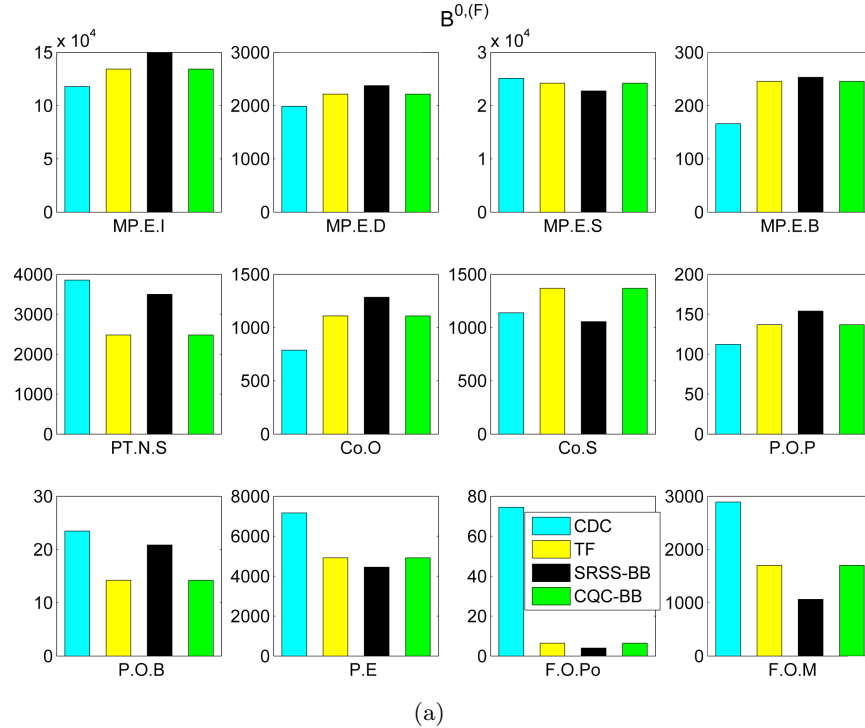 B^0,(F)
x 10^4
15
10
5
0
MP.E.I
3000
2000
1000
0
MP.E.D
x 10^4
3
2
1
0
MP.E.S
300
200
100
0
MP.E.B
4000
3000
2000
1000
0
PT.N.S
1500
1000
500
0
Co.O
1500
1000
500
0
Co.S
200
150
100
50
0
P.O.P
30
20
10
0
P.O.B
8000
6000
4000
2000
0
P.E
80
60
40
20
0
CDC
TF
SRSS-BB
CQC-BB
F.O.Po
3000
2000
1000
0
F.O.M
(a)